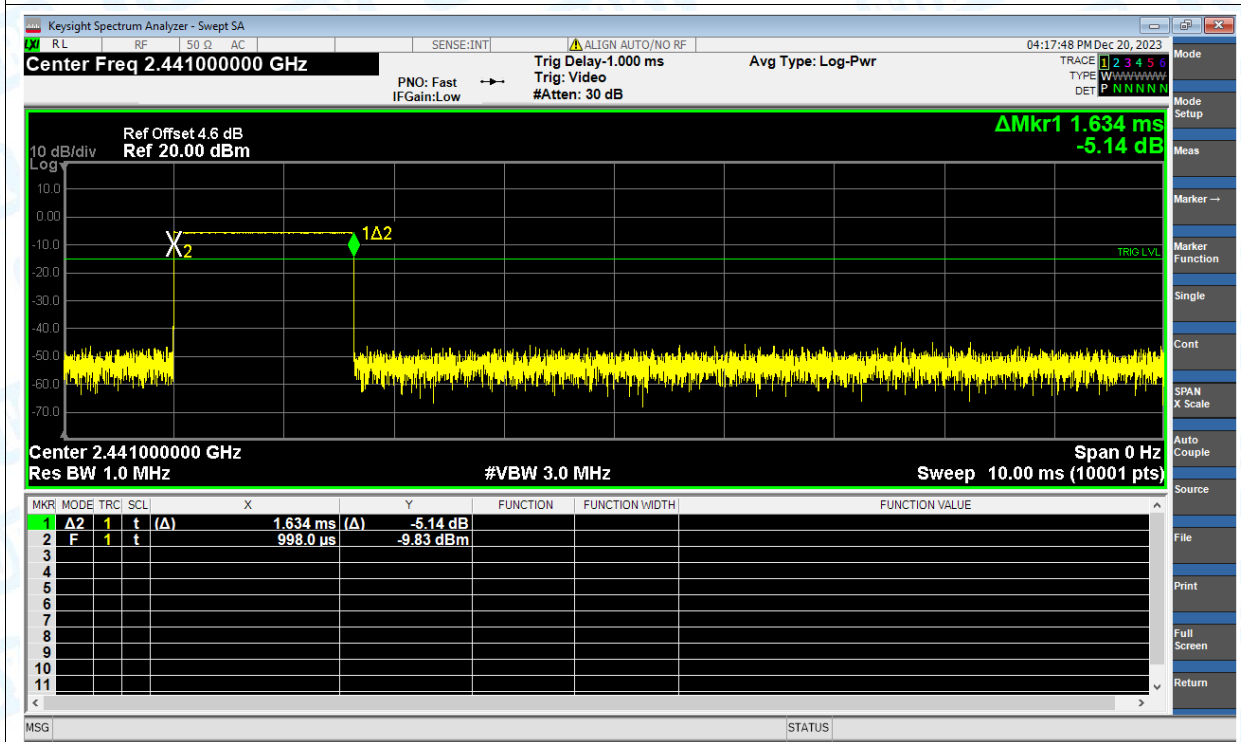 Keysight Spectrum Analyzer - Swept SA
LXI RL RF 50 Ω AC SENSE:INT ALIGN AUTO/NO RF 04:17:48 PM Dec 20, 2023
Center Freq 2.441000000 GHz
PNO: Fast
IFGain:Low
Trig Delay-1.000 ms
Trig: Video
#Atten: 30 dB
Avg Type: Log-Pwr
TRACE 1 2 3 4 5 6
TYPE WWWWWW
DET P N N N N N
Mode
Mode Setup
Meas
Marker →
Marker Function
Single
Cont
SPAN X Scale
Auto Couple
Source
File
Print
Full Screen
Return
ΔMkr1 1.634 ms
-5.14 dB
Ref Offset 4.6 dB
10 dB/div Ref 20.00 dBm
Log
10.0
0.00
-10.0
-20.0
-30.0
-40.0
-50.0
-60.0
-70.0
2
1Δ2
TRIG LVL
Center 2.441000000 GHz Span 0 Hz
Res BW 1.0 MHz #VBW 3.0 MHz Sweep 10.00 ms (10001 pts)
MKR MODE TRC SCL X Y FUNCTION FUNCTION WIDTH FUNCTION VALUE
1 Δ2 1 t (Δ) 1.634 ms (Δ) -5.14 dB
2 F 1 t 998.0 µs -9.83 dBm
3
4
5
6
7
8
9
10
11
MSG STATUS